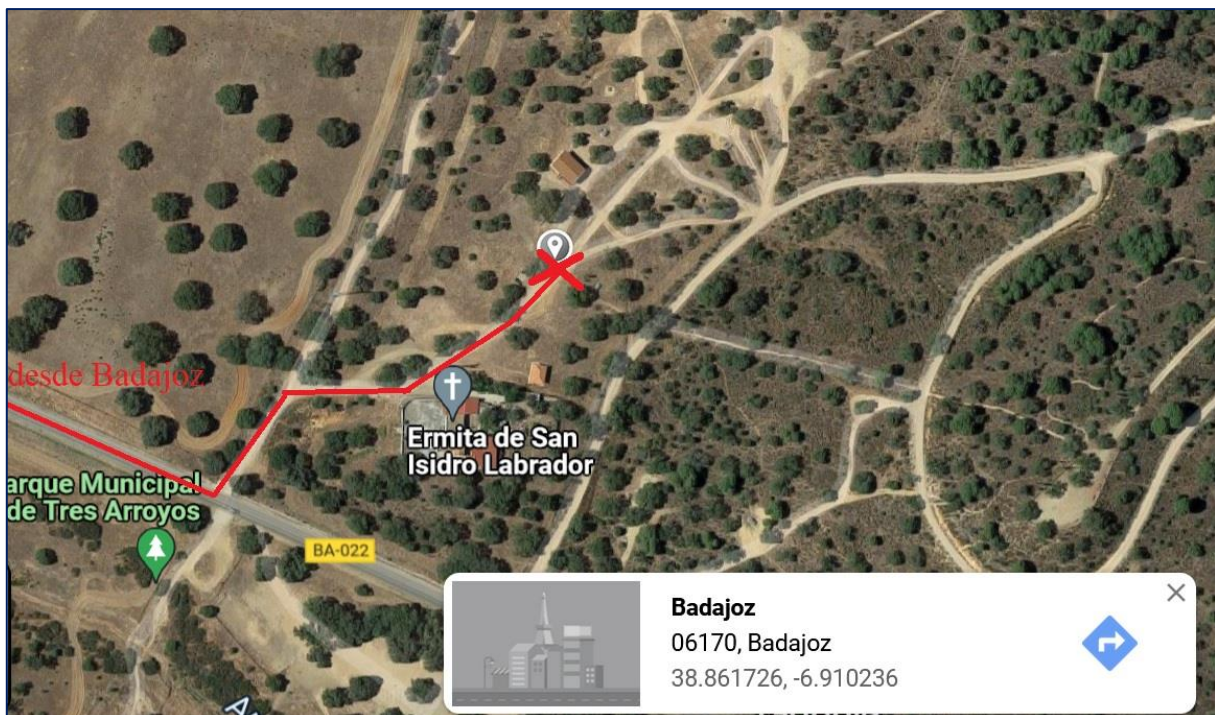 desde Badajoz
Ermita de San
Isidro Labrador
arque Municipal
de Tres Arroyos
BA-022
Badajoz
06170, Badajoz
38.861726, -6.910236